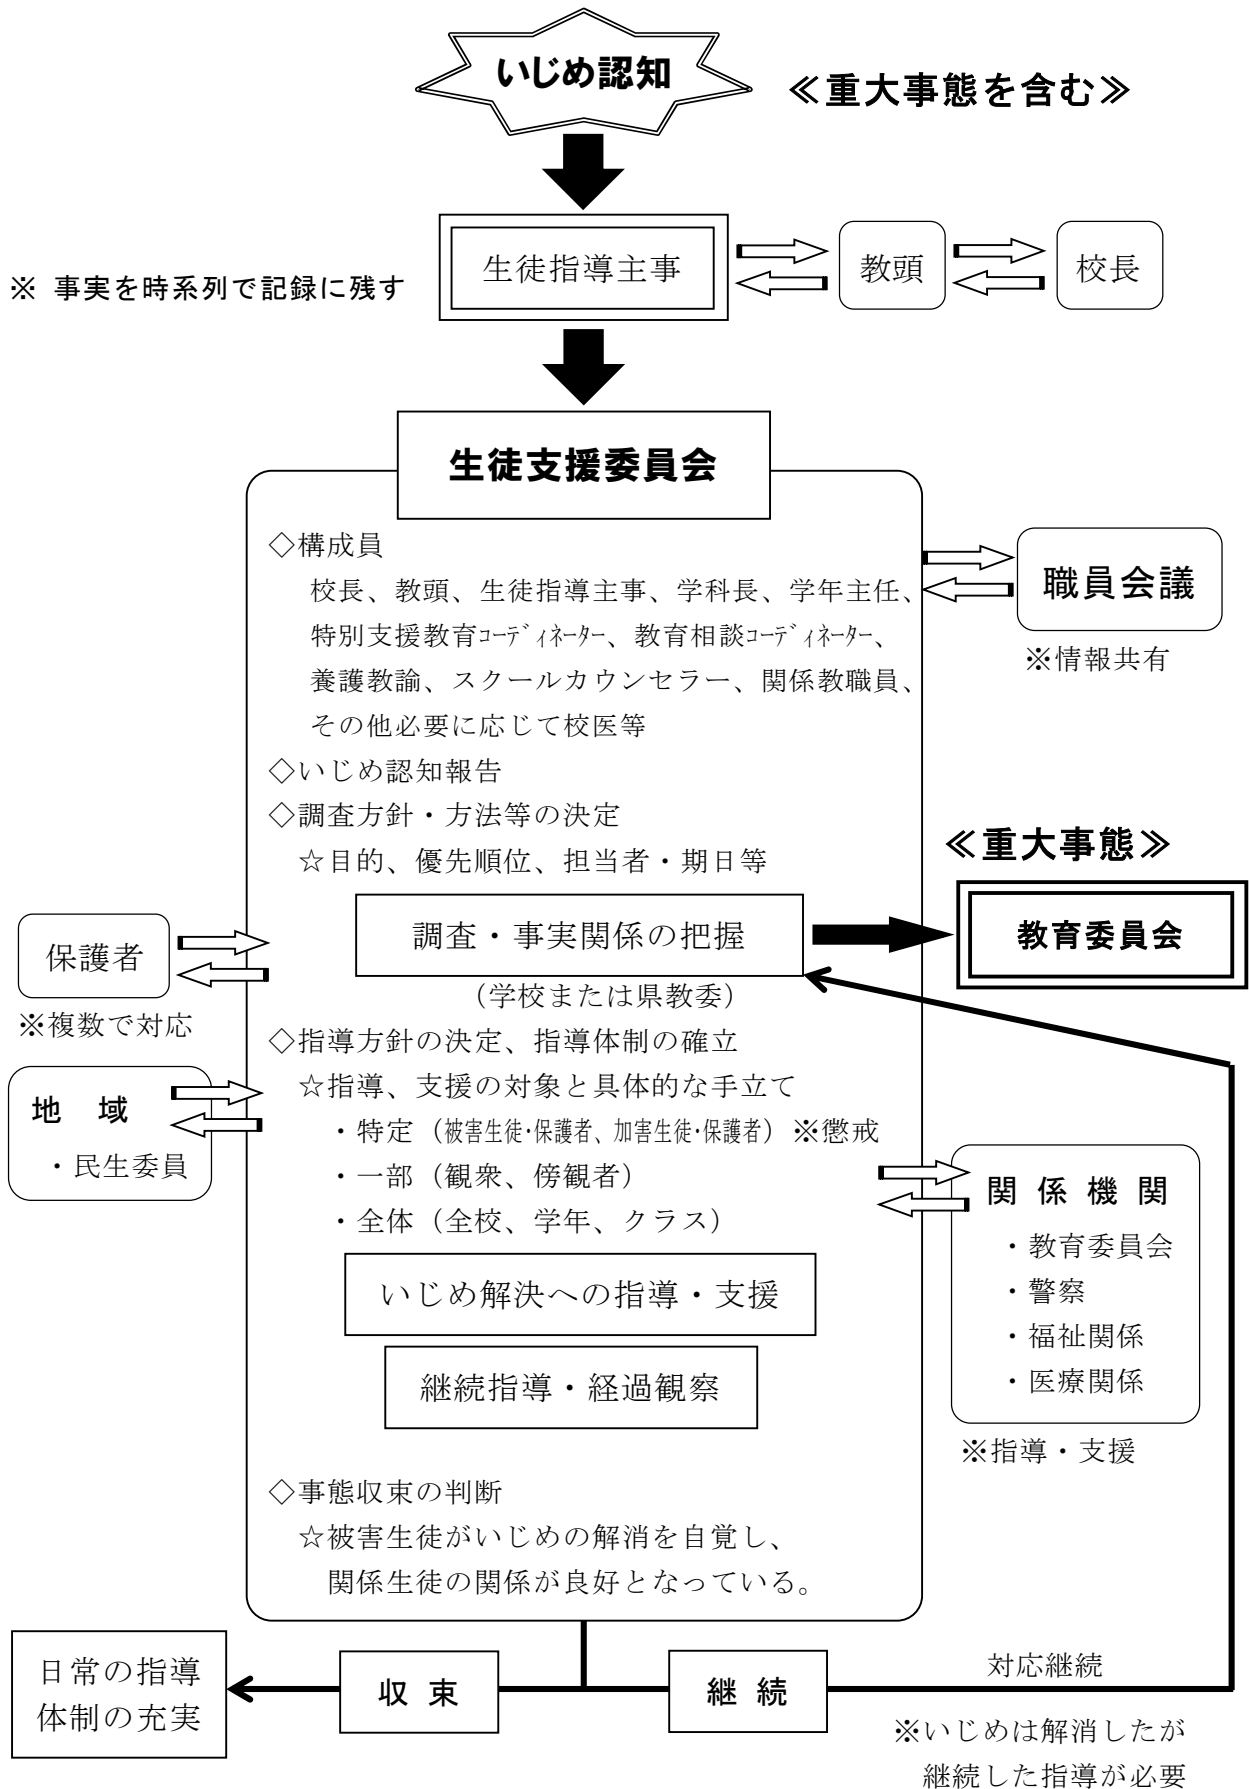 いじめ認知
≪重大事態を含む≫
生徒指導主事
教頭
校長
※ 事実を時系列で記録に残す
生徒支援委員会
◇構成員
校長、教頭、生徒指導主事、学科長、学年主任、
特別支援教育ｺｰﾃﾞｨﾈｰﾀｰ、教育相談ｺｰﾃﾞｨﾈｰﾀｰ、
養護教諭、スクールカウンセラー、関係教職員、
その他必要に応じて校医等
職員会議
※情報共有
◇いじめ認知報告
◇調査方針・方法等の決定
☆目的、優先順位、担当者・期日等
≪重大事態≫
調査・事実関係の把握
教育委員会
（学校または県教委）
保護者
※複数で対応
◇指導方針の決定、指導体制の確立
☆指導、支援の対象と具体的な手立て
・特定（被害生徒・保護者、加害生徒・保護者）※懲戒
・一部（観衆、傍観者）
・全体（全校、学年、クラス）
地　域
・民生委員
関 係 機 関
・教育委員会
・警察
・福祉関係
・医療関係
※指導・支援
いじめ解決への指導・支援
継続指導・経過観察
◇事態収束の判断
☆被害生徒がいじめの解消を自覚し、
関係生徒の関係が良好となっている。
日常の指導
体制の充実
収 束
継 続
対応継続
※いじめは解消したが
継続した指導が必要